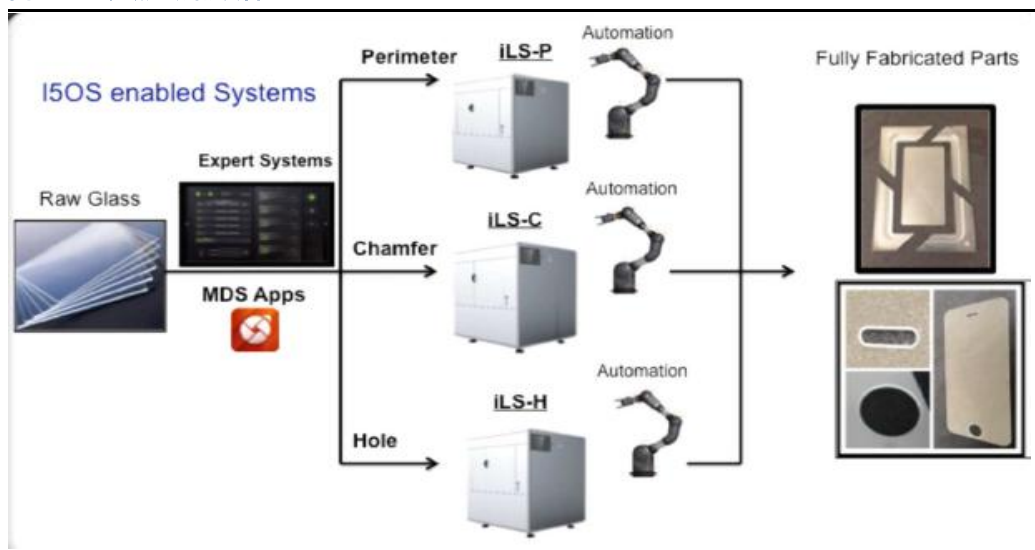 I5OS enabled Systems
Raw Glass
Expert Systems
MDS Apps
Perimeter
iLS-P
Automation
Chamfer
iLS-C
Automation
Hole
iLS-H
Automation
Fully Fabricated Parts